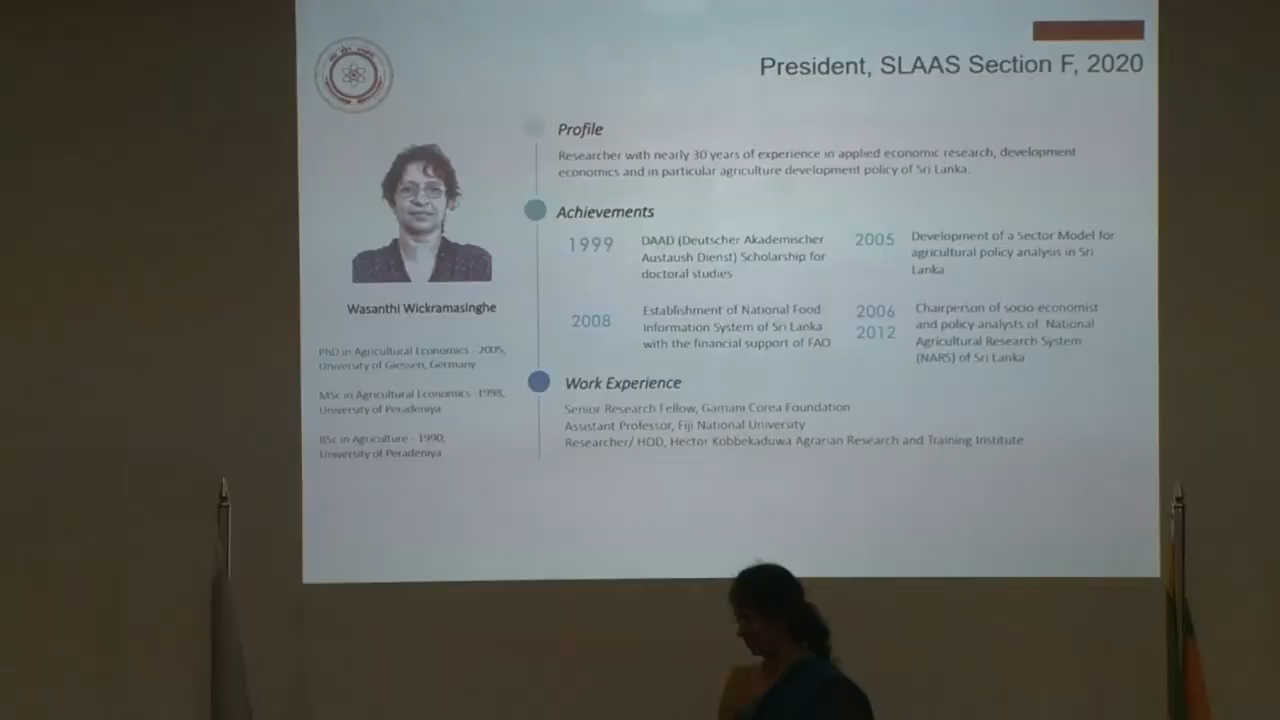 President, SLAAS Section F, 2020
Wasanthi Wickramasinghe
PhD in Agricultural Economics - 2005,
University of Giessen, Germany
MSc in Agricultural Economics -1998,
University of Peradeniya
BSc in Agriculture - 1990,
University of Peradeniya
Profile
Researcher with nearly 30 years of experience in applied economic research, development
economics and in particular agriculture development policy of Sri Lanka.
Achievements
1999
DAAD (Deutscher Akademischer
Austaush Dienst) Scholarship for
doctoral studies
2005
Development of a Sector Model for
agricultural policy analysis in Sri
Lanka
2008
Establishment of National Food
Information System of Sri Lanka
with the financial support of FAO
2006
2012
Chairperson of socio economist
and policy analysts of National
Agricultural Research System
(NARS) of Sri Lanka
Work Experience
Senior Research Fellow, Gamani Corea Foundation
Assistant Professor, Fiji National University
Researcher/ HOD, Hector Kobbekaduwa Agrarian Research and Training Institute